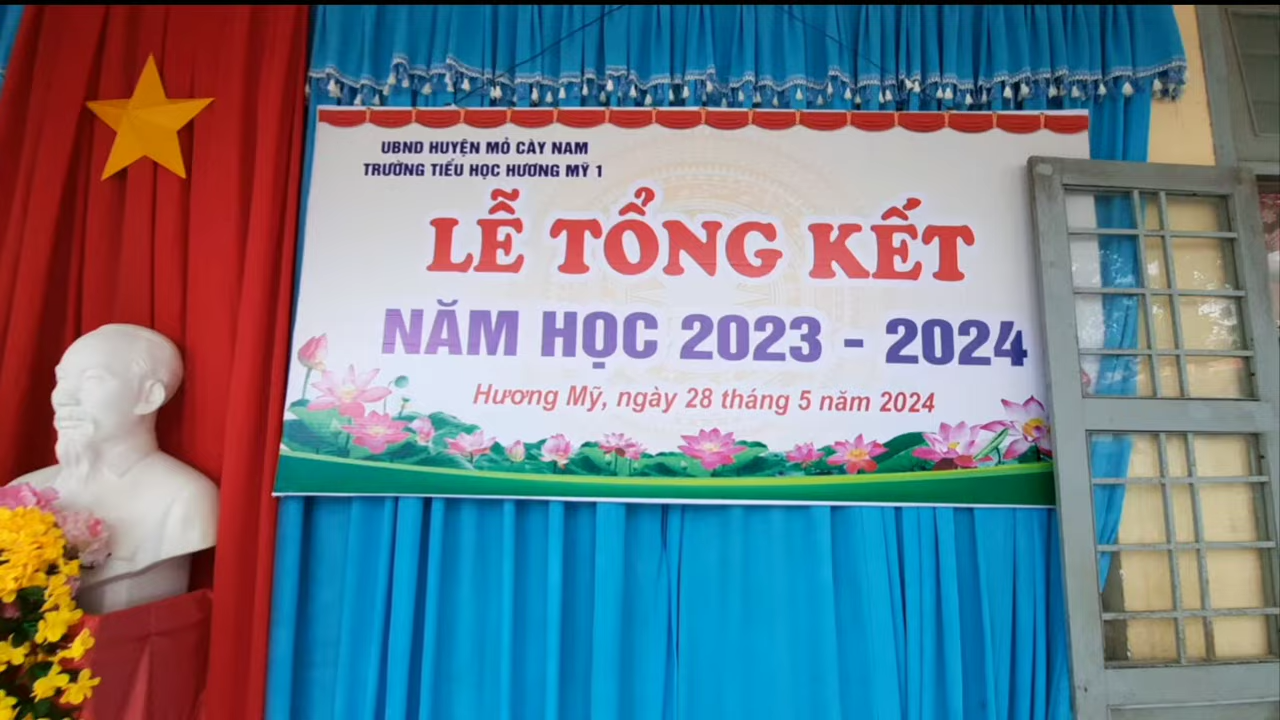 UBND HUYỆN MỎ CÀY NAM
TRƯỜNG TIỂU HỌC HƯƠNG MỸ 1
LỄ TỔNG KẾT
NĂM HỌC 2023 - 2024
Hương Mỹ, ngày 28 tháng 5 năm 2024